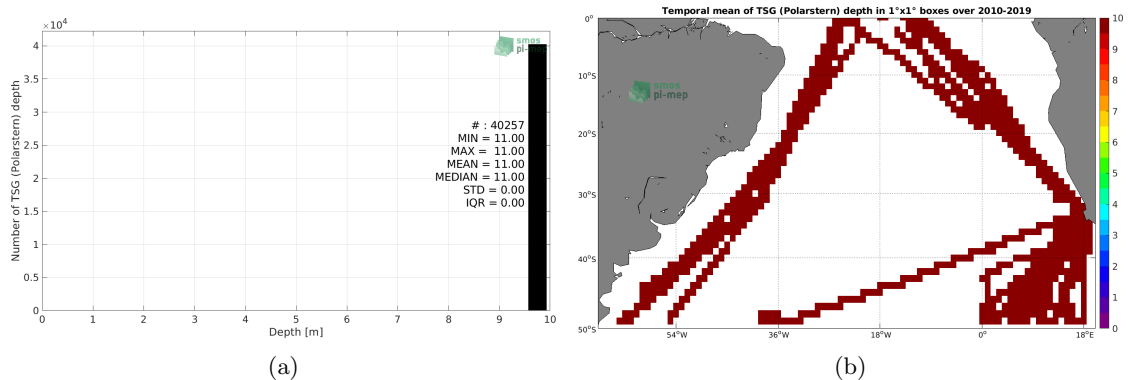 ×10⁴
4
3.5
3
2.5
2
1.5
1
0.5
0
Number of TSG (Polarstern) depth
smos
pi-mep
# : 40257
MIN = 11.00
MAX = 11.00
MEAN = 11.00
MEDIAN = 11.00
STD = 0.00
IQR = 0.00
0 1 2 3 4 5 6 7 8 9 10
Depth [m]
(a)
Temporal mean of TSG (Polarstern) depth in 1°x1° boxes over 2010-2019
0°
10°S
20°S
30°S
40°S
50°S
smos
pi-mep
54°W 36°W 18°W 0° 18°E
10
9
8
7
6
5
4
3
2
1
0
(b)